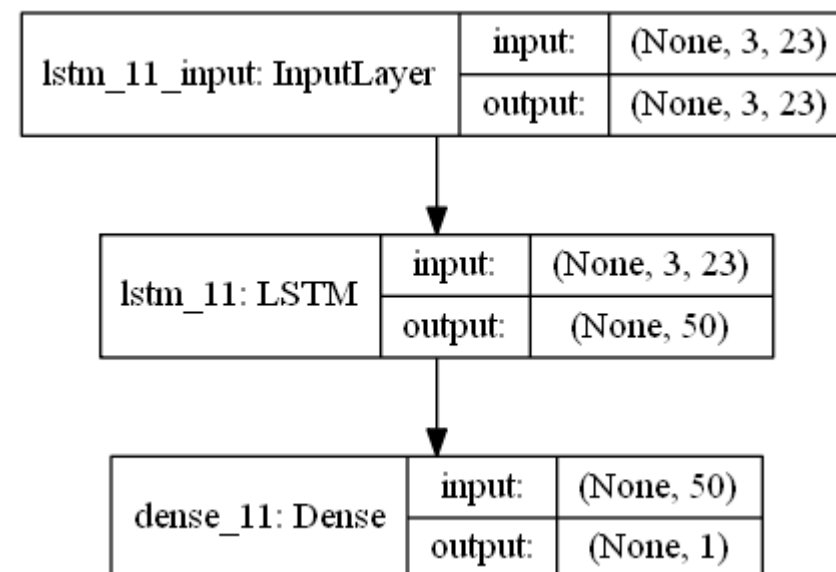 lstm_11_input: InputLayer
input: (None, 3, 23)
output: (None, 3, 23)
lstm_11: LSTM
input: (None, 3, 23)
output: (None, 50)
dense_11: Dense
input: (None, 50)
output: (None, 1)